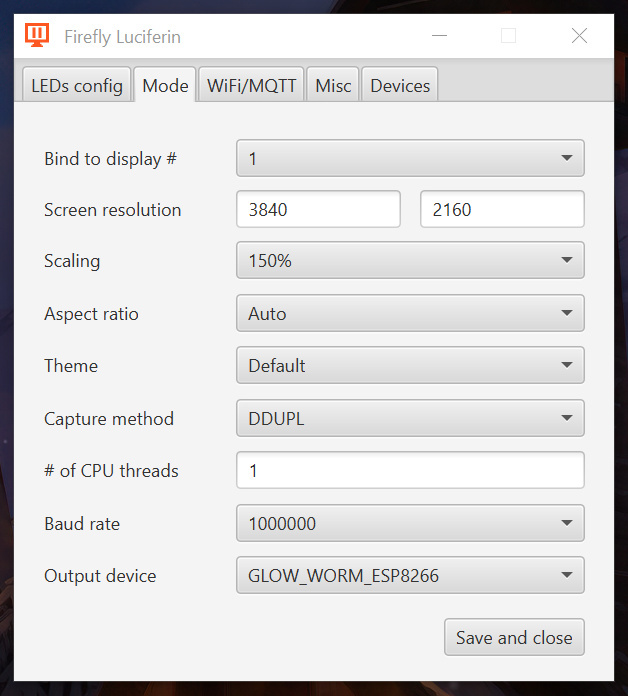 Firefly Luciferin
LEDs config Mode WiFi/MQTT Misc Devices
Bind to display # 1
Screen resolution 3840 2160
Scaling 150%
Aspect ratio Auto
Theme Default
Capture method DDUPL
# of CPU threads 1
Baud rate 1000000
Output device GLOW_WORM_ESP8266
Save and close